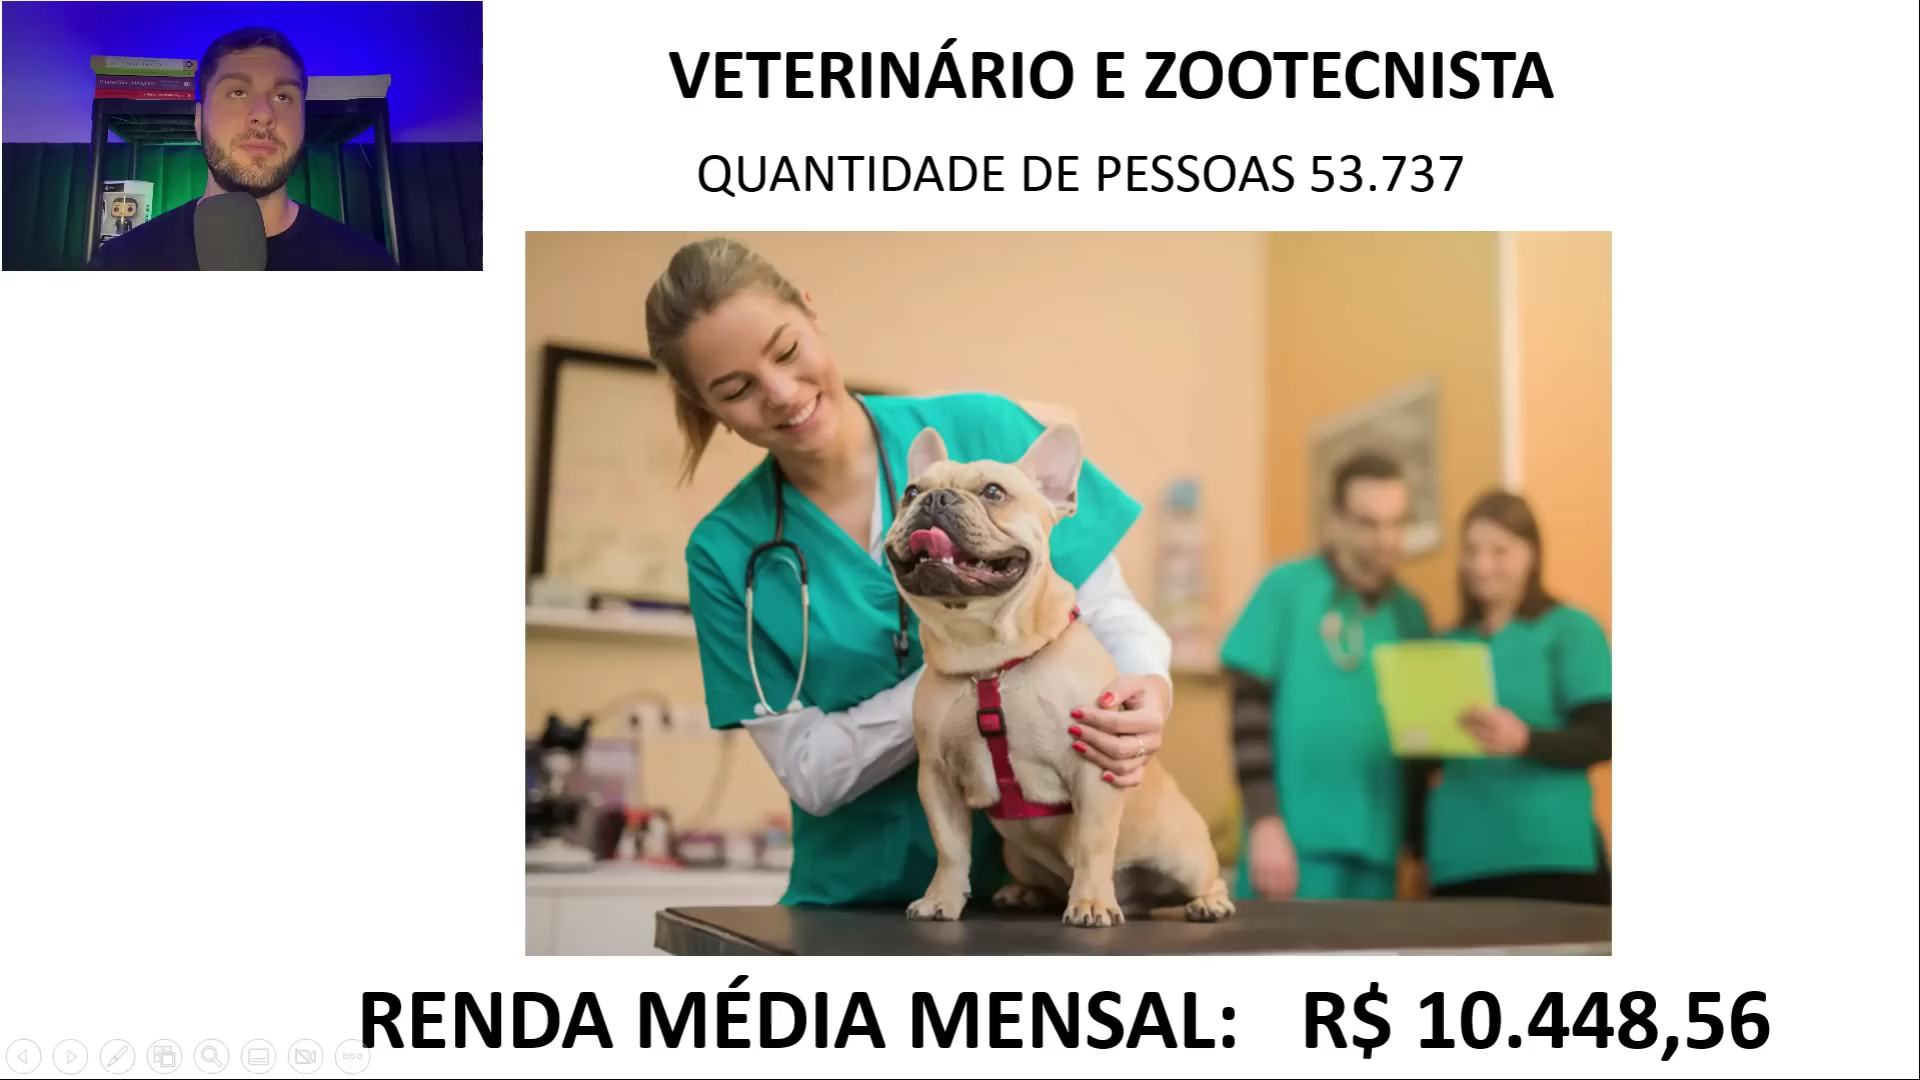 VETERINÁRIO E ZOOTECNISTA
QUANTIDADE DE PESSOAS 53.737
RENDA MÉDIA MENSAL: R$ 10.448,56